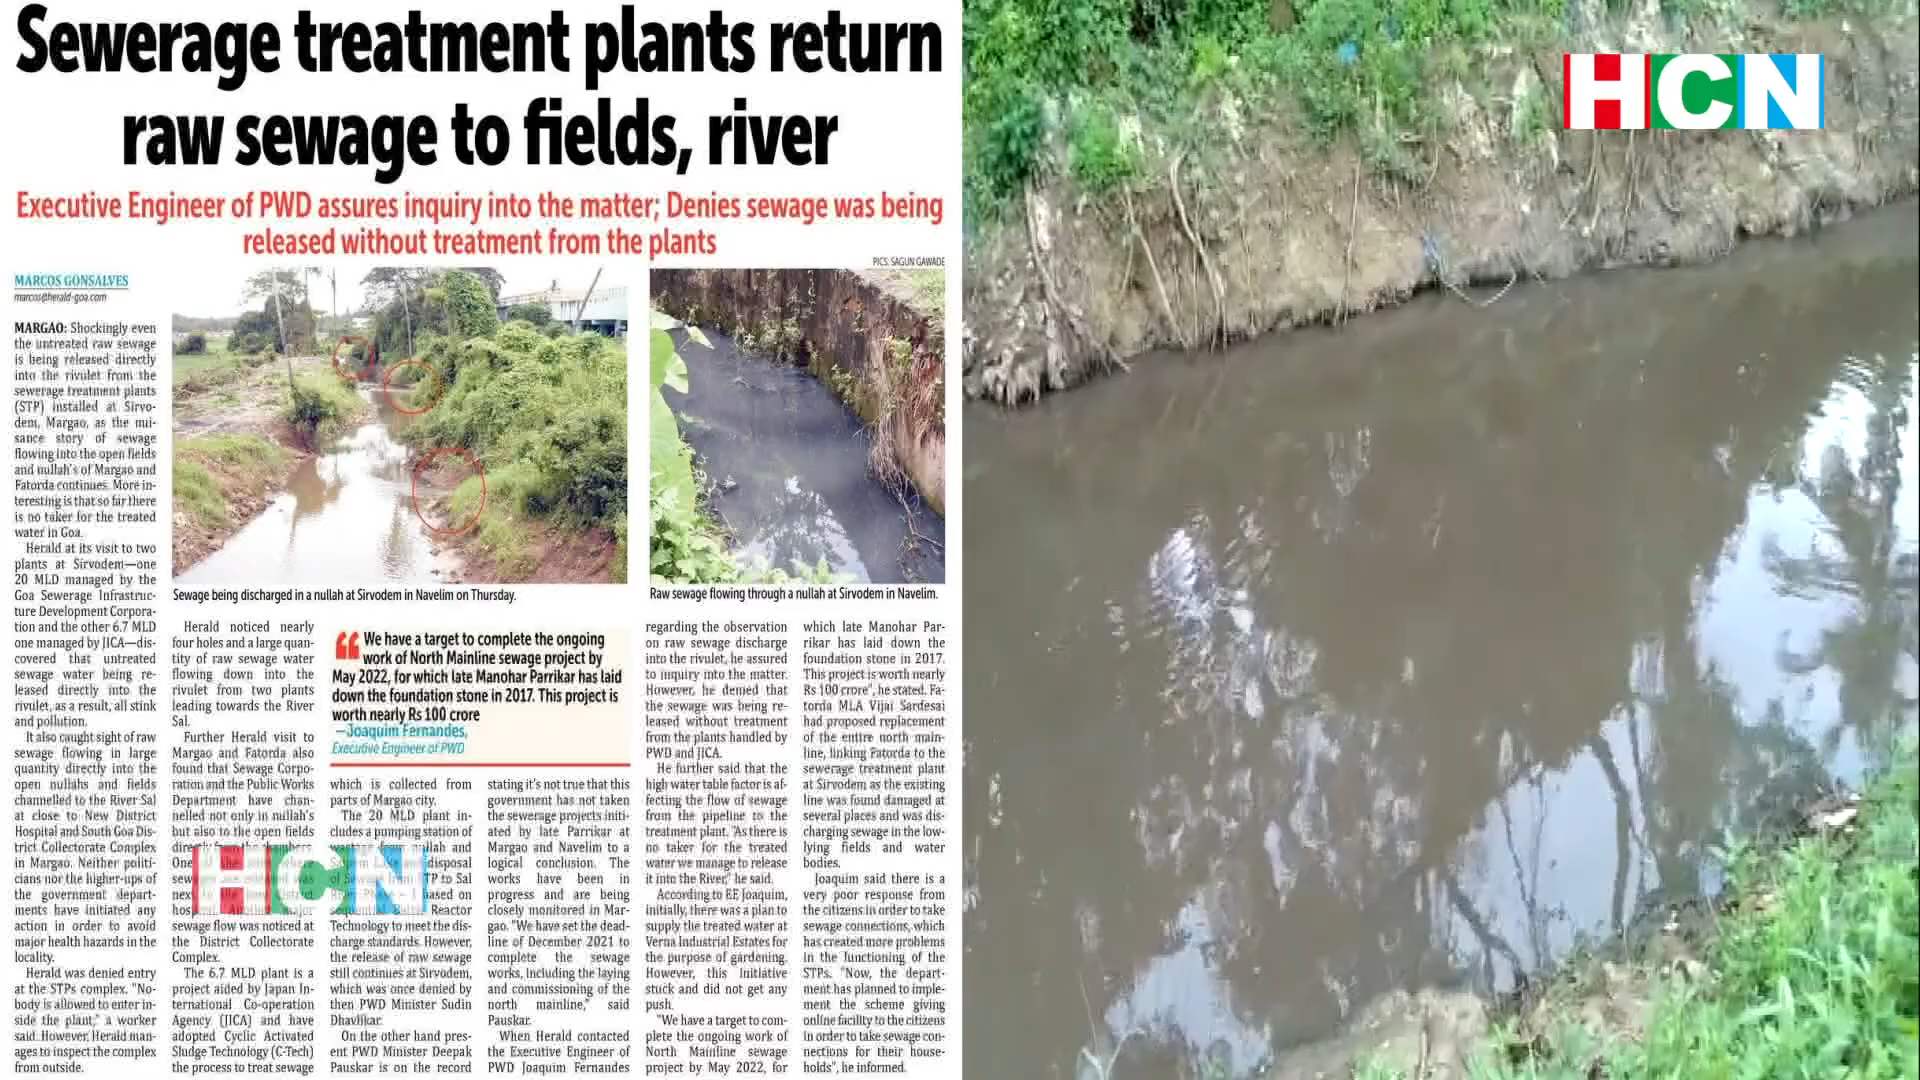 Sewerage treatment plants return
raw sewage to fields, river
Executive Engineer of PWD assures inquiry into the matter; Denies sewage was being
released without treatment from the plants
PICS: SAGUN GAWADE
MARCOS GONSALVES
marcos@herald-goa.com
MARGAO: Shockingly even
the untreated raw sewage
is being released directly
into the rivulet from the
sewerage treatment plants
(STP) installed at Sirvo-
dem, Margao, as the nui-
sance story of sewage
flowing into the open fields
and nullah's of Margao and
Fatorda continues. More in-
teresting is that so far there
is no taker for the treated
water in Goa.
Herald at its visit to two
plants at Sirvodem—one
20 MLD managed by the
Goa Sewerage Infrastruc-
ture Development Corpora-
tion and the other 6.7 MLD
one managed by JICA—dis-
covered that untreated
sewage water being re-
leased directly into the
rivulet, as a result, all stink
and pollution.
It also caught sight of raw
sewage flowing in large
quantity directly into the
open nullahs and fields
channelled to the River Sal
at close to New District
Hospital and South Goa Dis-
trict Collectorate Complex
in Margao. Neither politi-
cians nor the higher-ups of
the government depart-
ments have initiated any
action in order to avoid
major health hazards in the
locality.
Herald was denied entry
at the STPs complex. "No-
body is allowed to enter in-
side the plant," a worker
said. However, Herald man-
ages to inspect the complex
from outside.
Sewage being discharged in a nullah at Sirvodem in Navelim on Thursday.
Raw sewage flowing through a nullah at Sirvodem in Navelim.
Herald noticed nearly
four holes and a large quan-
tity of raw sewage water
flowing down into the
rivulet from two plants
leading towards the River
Sal.
Further Herald visit to
Margao and Fatorda also
found that Sewage Corpo-
ration and the Public Works
Department have chan-
nelled not only in nullah's
but also to the open fields
directly from the chambers.
One of the
sewage
next
hospital. Another major
sewage flow was noticed at
the District Collectorate
Complex.
The 6.7 MLD plant is a
project aided by Japan In-
ternational Co-operation
Agency (JICA) and have
adopted Cyclic Activated
Sludge Technology (C-Tech)
the process to treat sewage
We have a target to complete the ongoing
work of North Mainline sewage project by
May 2022, for which late Manohar Parrikar has laid
down the foundation stone in 2017. This project is
worth nearly Rs 100 crore
—Joaquim Fernandes,
Executive Engineer of PWD
which is collected from
parts of Margao city.
The 20 MLD plant in-
cludes a pumping station of
nullah and
disposal
of Sewage from STP to Sal
based on
Reactor
Technology to meet the dis-
charge standards. However,
the release of raw sewage
still continues at Sirvodem,
which was once denied by
then PWD Minister Sudin
Dhavlikar.
On the other hand pres-
ent PWD Minister Deepak
Pauskar is on the record
stating it's not true that this
government has not taken
the sewerage projects initi-
ated by late Parrikar at
Margao and Navelim to a
logical conclusion. The
works have been in
progress and are being
closely monitored in Mar-
gao. "We have set the dead-
line of December 2021 to
complete the sewage
works, including the laying
and commissioning of the
north mainline," said
Pauskar.
When Herald contacted
the Executive Engineer of
PWD Joaquim Fernandes
regarding the observation
on raw sewage discharge
into the rivulet, he assured
to inquiry into the matter.
However, he denied that
the sewage was being re-
leased without treatment
from the plants handled by
PWD and JICA.
He further said that the
high water table factor is af-
fecting the flow of sewage
from the pipeline to the
treatment plant. "As there is
no taker for the treated
water we manage to release
it into the River," he said.
According to EE Joaquim,
initially, there was a plan to
supply the treated water at
Verna Industrial Estates for
the purpose of gardening.
However, this initiative
stuck and did not get any
push.
"We have a target to com-
plete the ongoing work of
North Mainline sewage
project by May 2022, for
which late Manohar Par-
rikar has laid down the
foundation stone in 2017.
This project is worth nearly
Rs 100 crore", he stated. Fa-
torda MLA Vijai Sardesai
had proposed replacement
of the entire north main-
line, linking Fatorda to the
sewerage treatment plant
at Sirvodem as the existing
line was found damaged at
several places and was dis-
charging sewage in the low-
lying fields and water
bodies.
Joaquim said there is a
very poor response from
the citizens in order to take
sewage connections, which
has created more problems
in the functioning of the
STPs. "Now, the depart-
ment has planned to imple-
ment the scheme giving
online facility to the citizens
in order to take sewage con-
nections for their house-
holds", he informed.
HCN
HCN